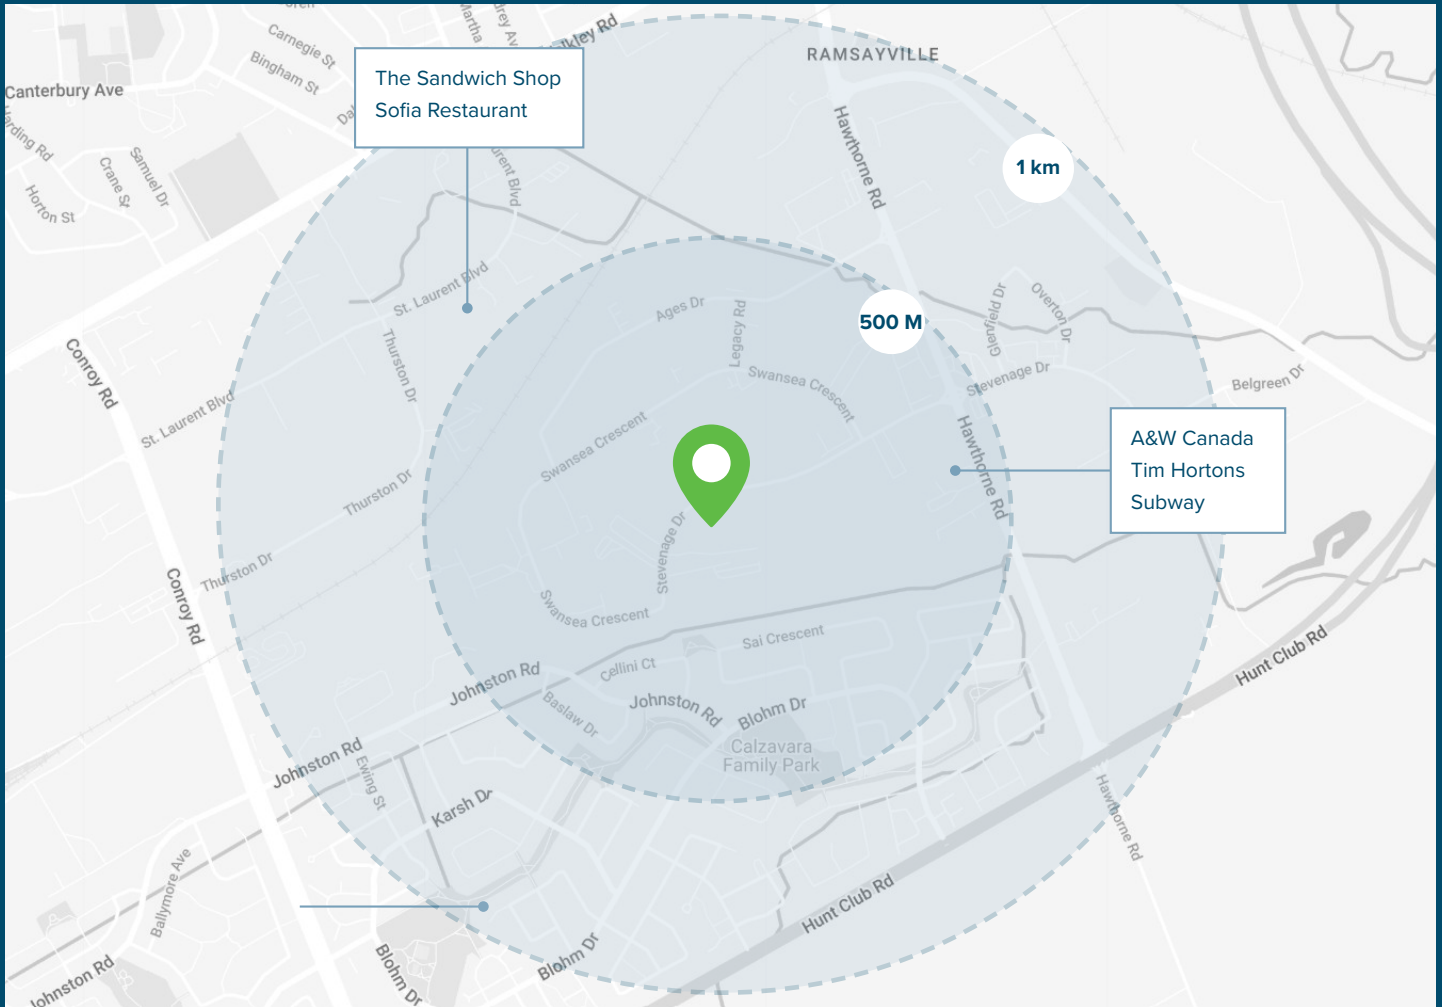 Carnegie St
Bingham St
Canterbury Ave
Harding Rd
Horton St
Crane St
Samuel Dr
Martha
The Sandwich Shop
Sofia Restaurant
RAMSAYVILLE
Hawthorne Rd
1 km
500 M
St. Laurent Blvd
Thurston Dr
Ages Dr
Legacy Rd
Swansea Crescent
Glenfield Dr
Overton Dr
Stevenage Dr
Belgreen Dr
Conroy Rd
St. Laurent Blvd
Swansea Crescent
Hawthorne Rd
A&W Canada
Tim Hortons
Subway
Thurston Dr
Thurston Dr
Stevenage Dr
Conroy Rd
Swansea Crescent
Sai Crescent
Cellini Ct
Johnston Rd
Baslaw Dr
Johnston Rd
Blohm Dr
Calzavara
Family Park
Hunt Club Rd
Johnston Rd
Ewing St
Karsh Dr
Hawthorne Rd
Ballymore Ave
Hunt Club Rd
Blohm Dr
Blohm Dr
Johnston Rd